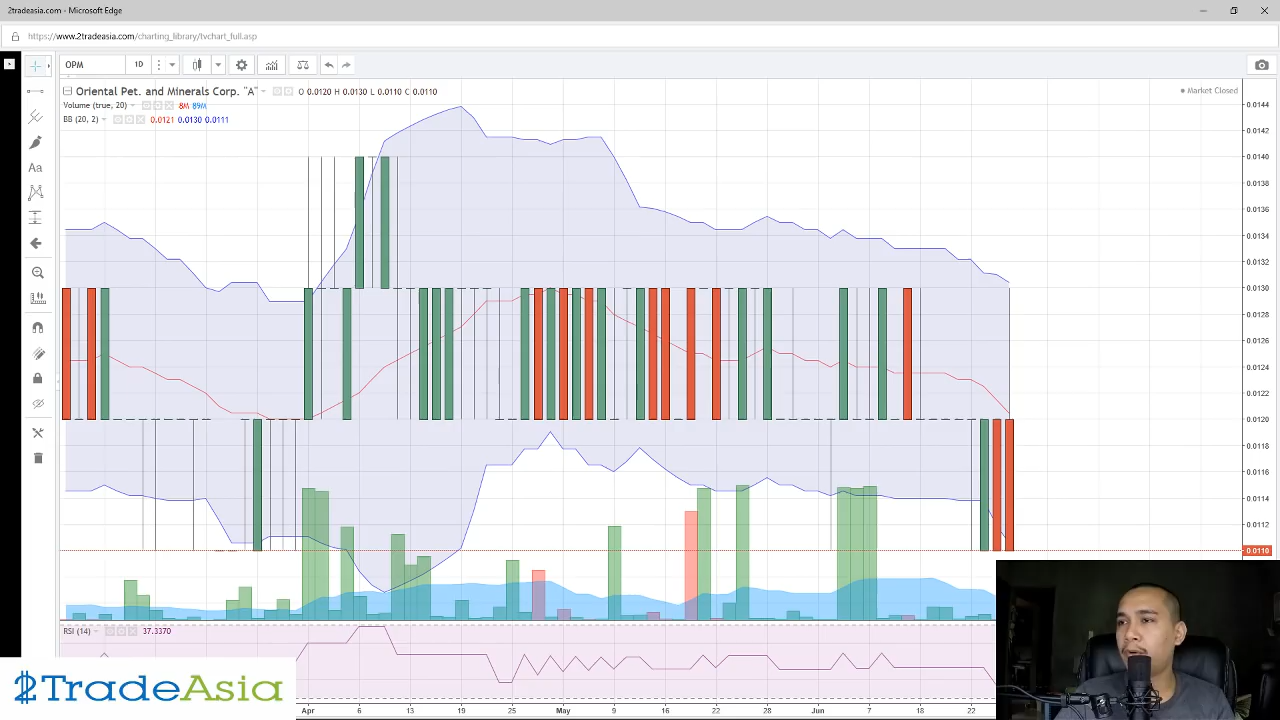 2tradeasia.com - Microsoft Edge
https://www.2tradeasia.com/charting_library/tvchart_full.asp
OPM 1D
Oriental Pet. and Minerals Corp. "A" O 0.0120 H 0.0130 L 0.0110 C 0.0110
Market Closed
Volume (true, 20) 8M 89M
BB (20, 2) 0.0121 0.0130 0.0111
Aa
0.0144
0.0142
0.0140
0.0138
0.0136
0.0134
0.0132
0.0130
0.0128
0.0126
0.0124
0.0122
0.0120
0.0118
0.0116
0.0114
0.0112
0.0110
RSI (14) 37.3370
2TradeAsia
Apr 6 13 19 25 May 9 16 22 28 Jun 7 18 22